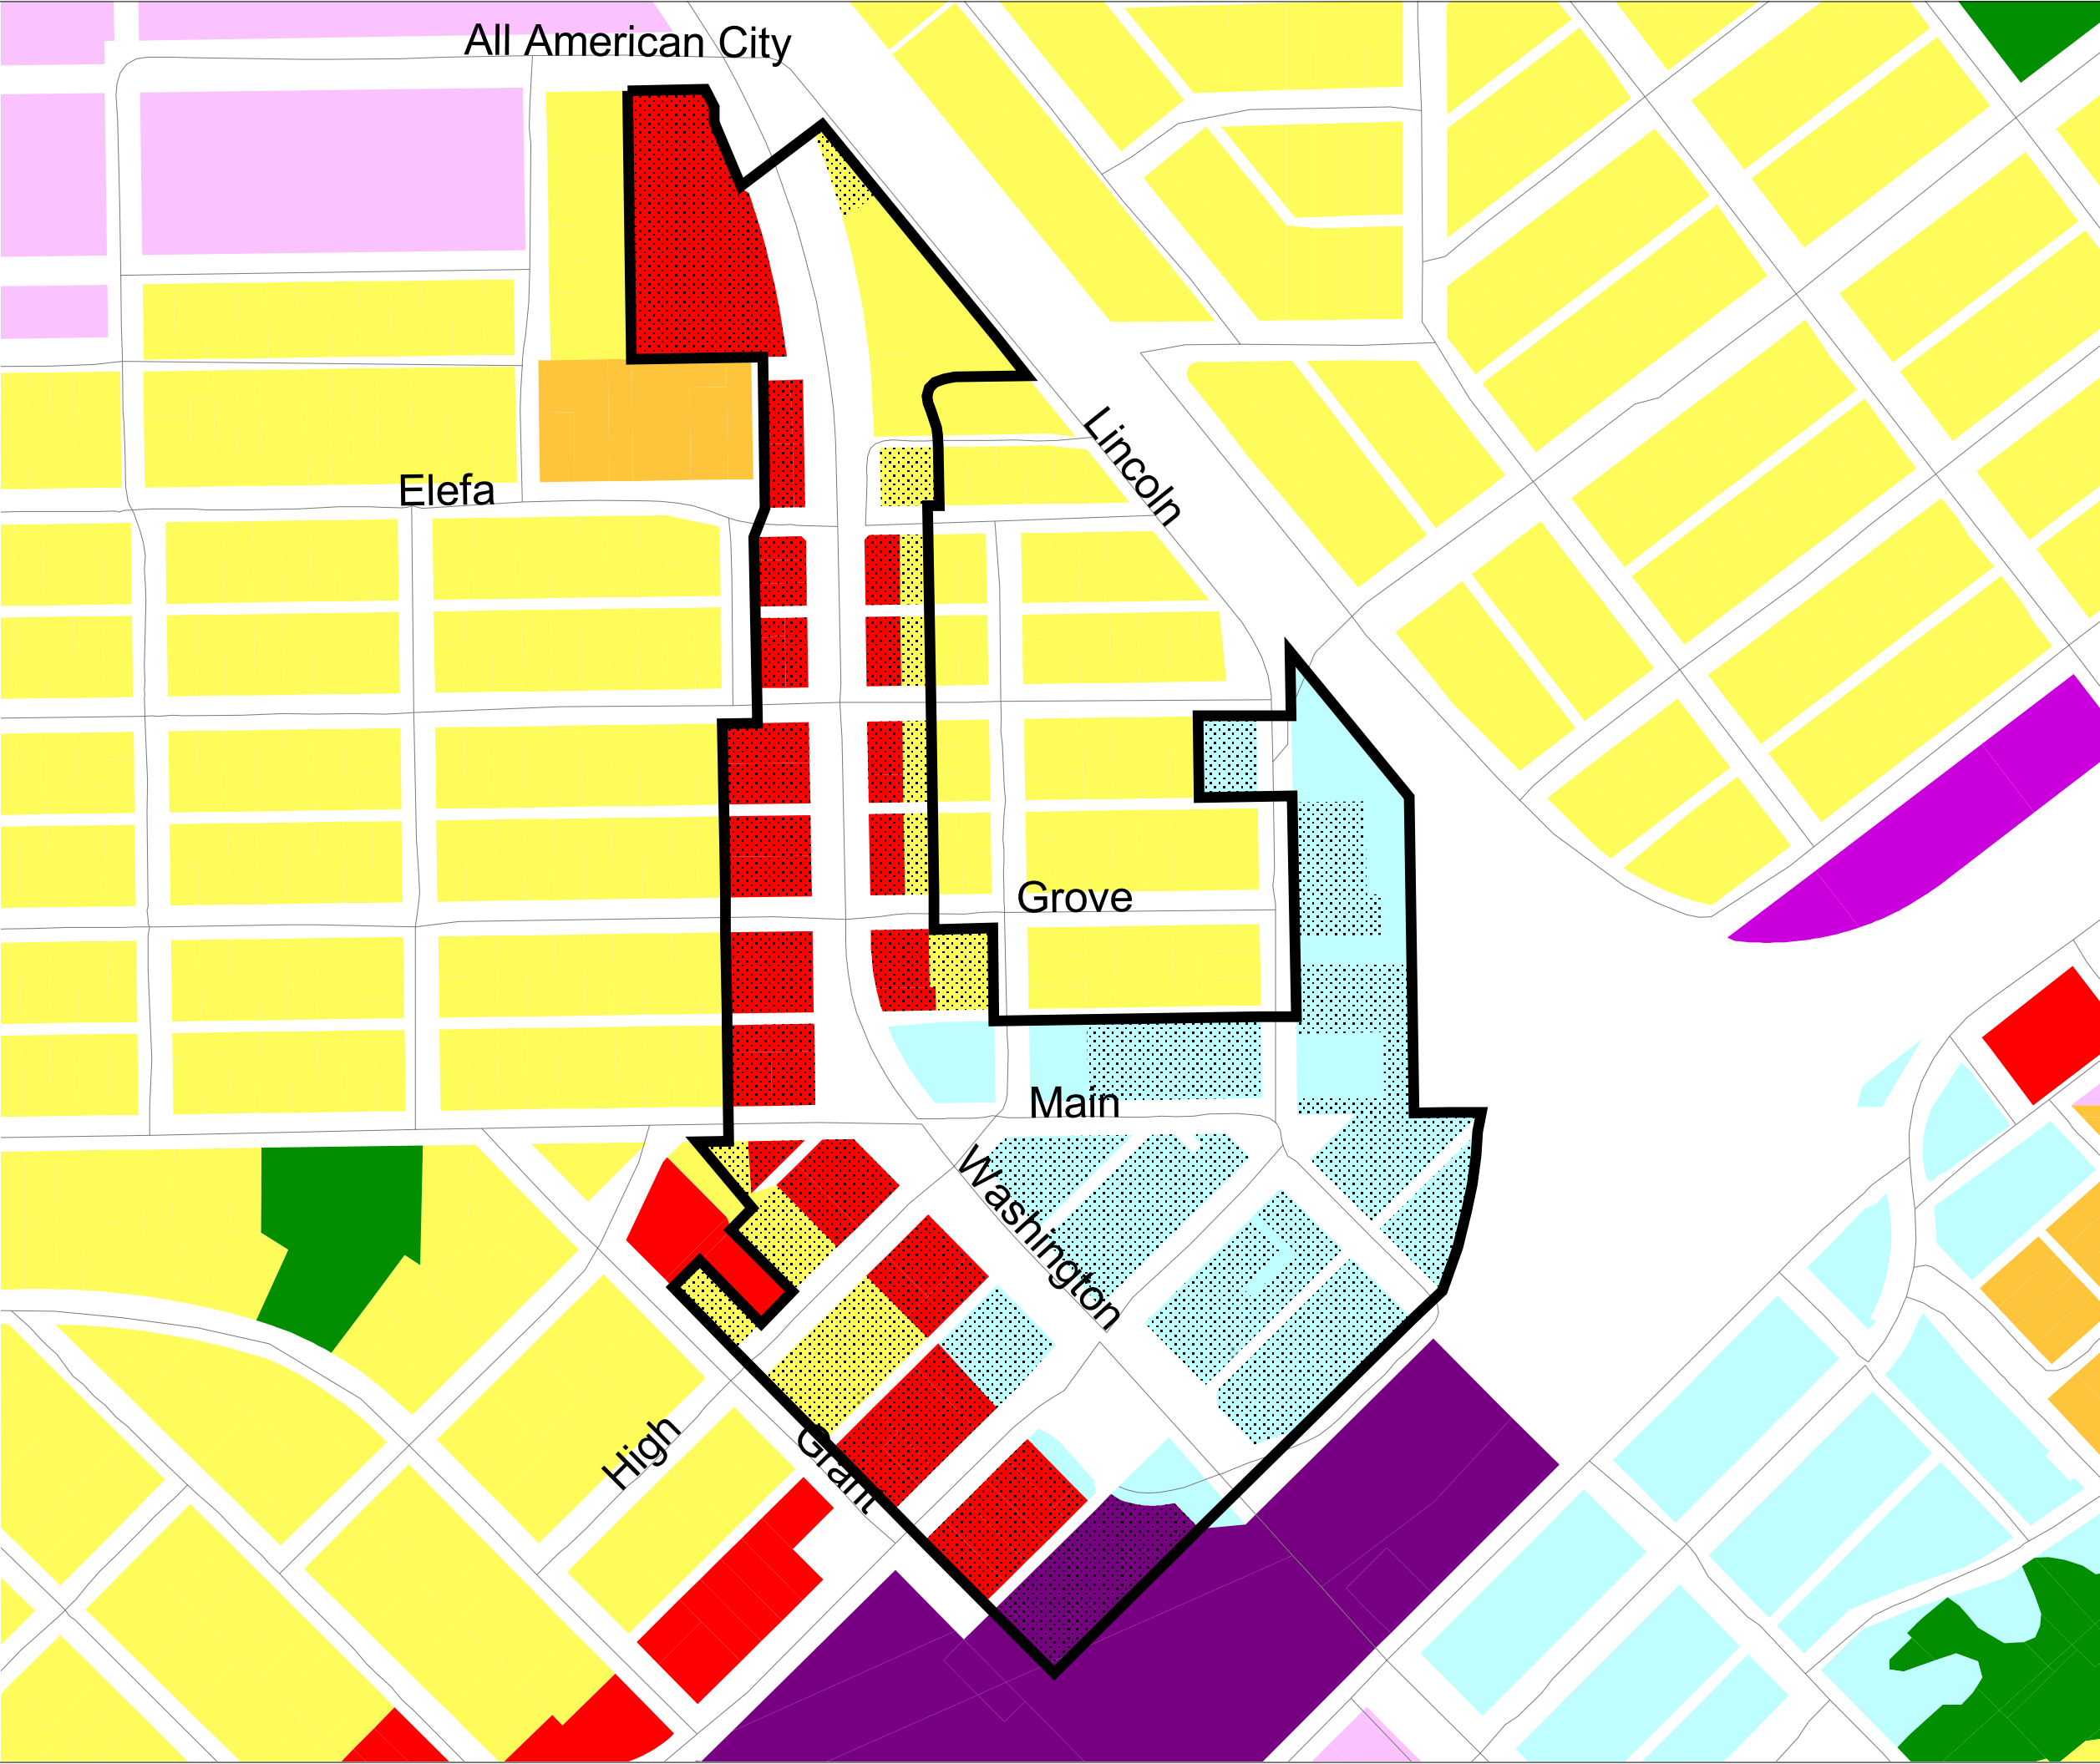 All American City
Lincoln
Elefa
Grove
Main
Washington
High
Grant